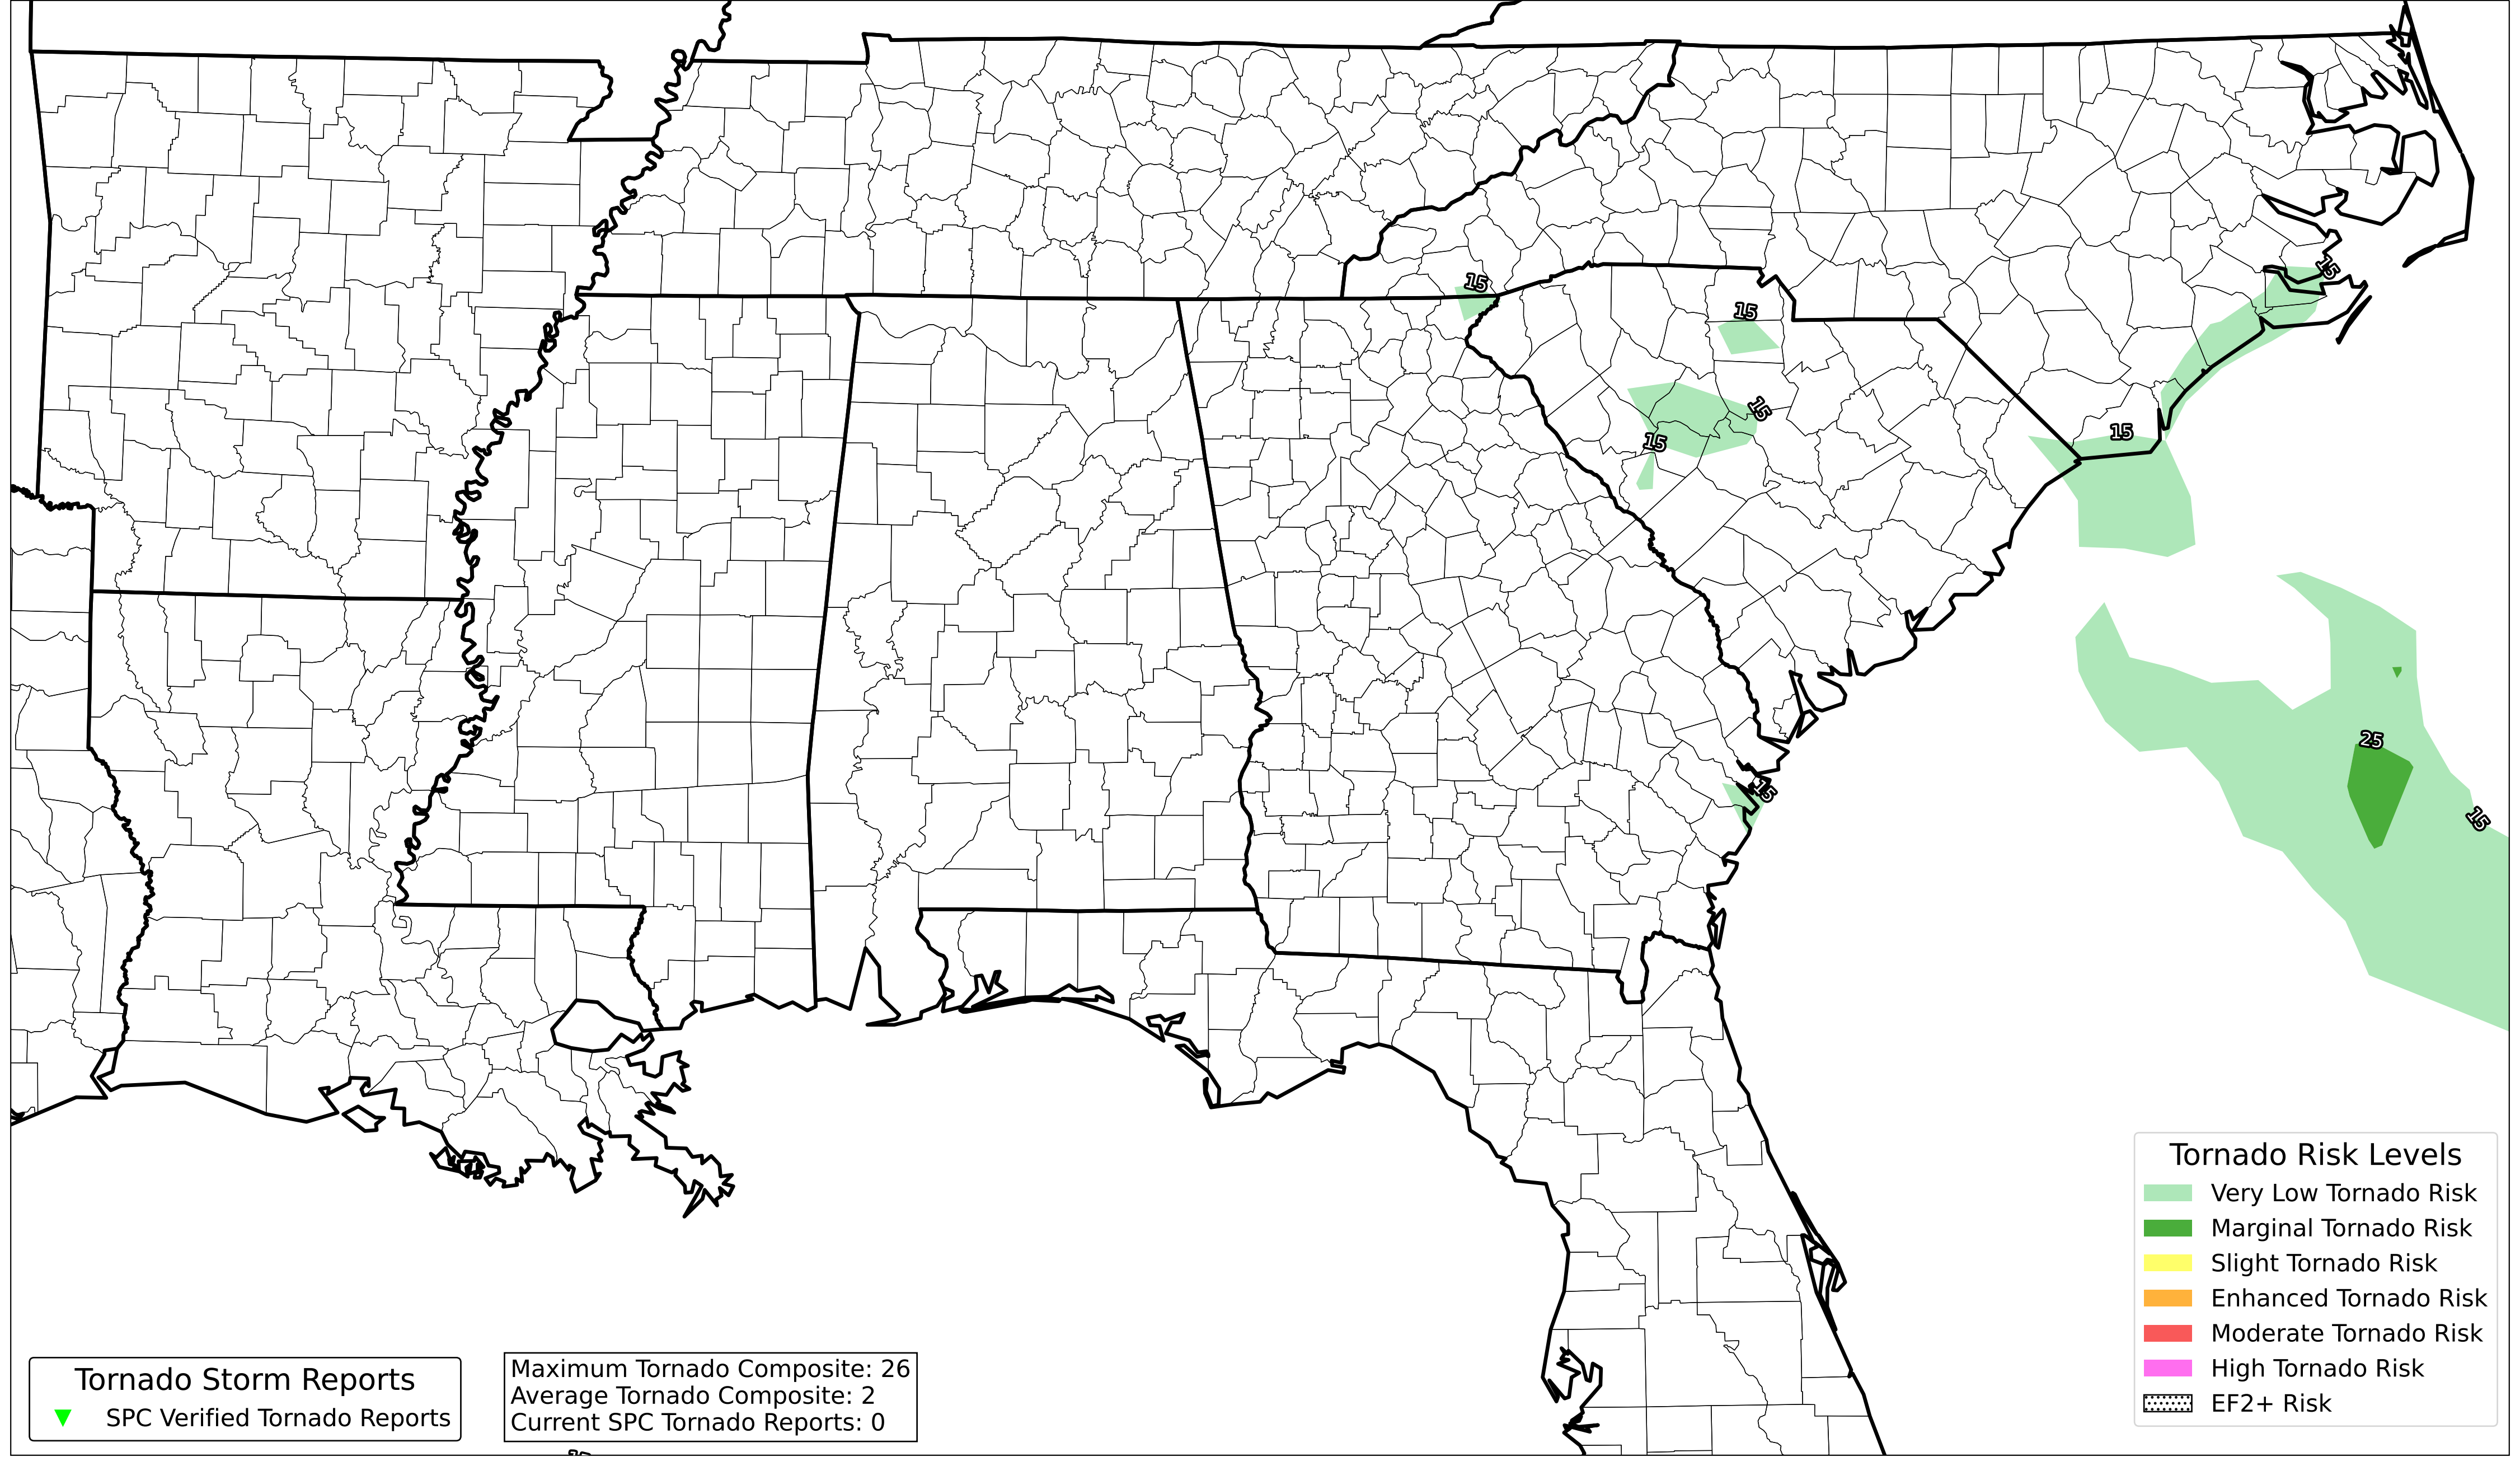 15
15
15
15
15
15
25
15
15
Tornado Risk Levels
Very Low Tornado Risk
Marginal Tornado Risk
Slight Tornado Risk
Enhanced Tornado Risk
Moderate Tornado Risk
High Tornado Risk
EF2+ Risk
Tornado Storm Reports
SPC Verified Tornado Reports
Maximum Tornado Composite: 26
Average Tornado Composite: 2
Current SPC Tornado Reports: 0